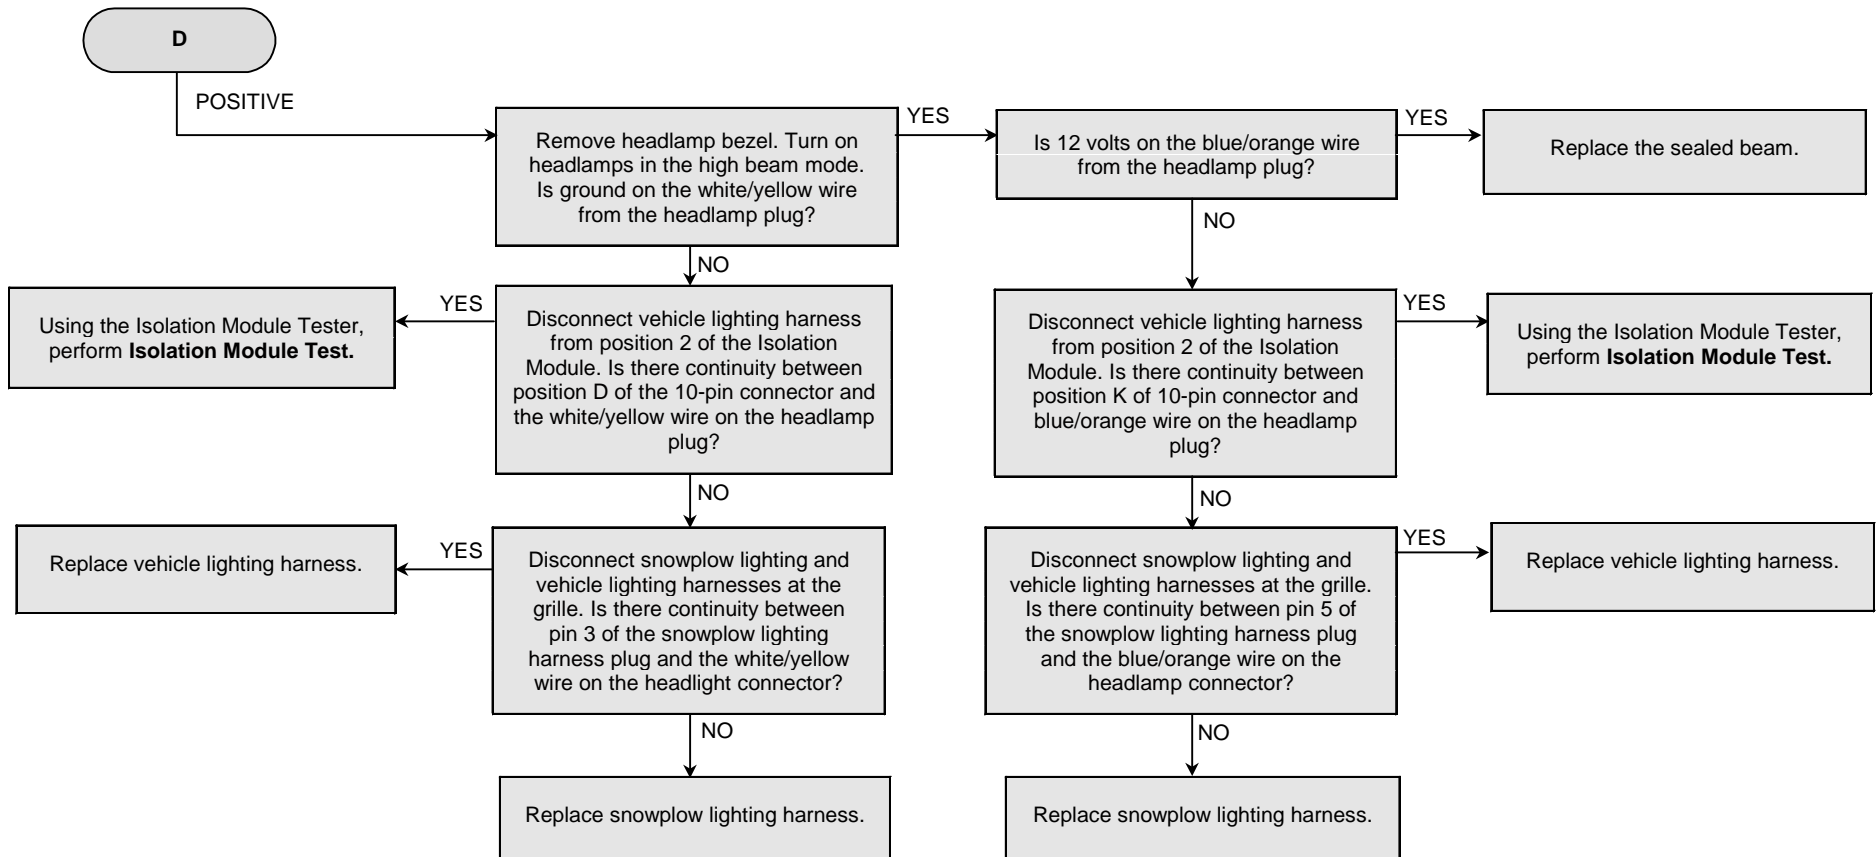 D
POSITIVE
Remove headlamp bezel. Turn on
headlamps in the high beam mode.
Is ground on the white/yellow wire
from the headlamp plug?
YES
Is 12 volts on the blue/orange wire
from the headlamp plug?
YES
Replace the sealed beam.
NO
NO
Using the Isolation Module Tester,
perform Isolation Module Test.
YES
Disconnect vehicle lighting harness
from position 2 of the Isolation
Module. Is there continuity between
position D of the 10-pin connector and
the white/yellow wire on the headlamp
plug?
Disconnect vehicle lighting harness
from position 2 of the Isolation
Module. Is there continuity between
position K of 10-pin connector and
blue/orange wire on the headlamp
plug?
YES
Using the Isolation Module Tester,
perform Isolation Module Test.
NO
NO
Replace vehicle lighting harness.
YES
Disconnect snowplow lighting and
vehicle lighting harnesses at the
grille. Is there continuity between
pin 3 of the snowplow lighting
harness plug and the white/yellow
wire on the headlight connector?
Disconnect snowplow lighting and
vehicle lighting harnesses at the grille.
Is there continuity between pin 5 of
the snowplow lighting harness plug
and the blue/orange wire on the
headlamp connector?
YES
Replace vehicle lighting harness.
NO
NO
Replace snowplow lighting harness.
Replace snowplow lighting harness.